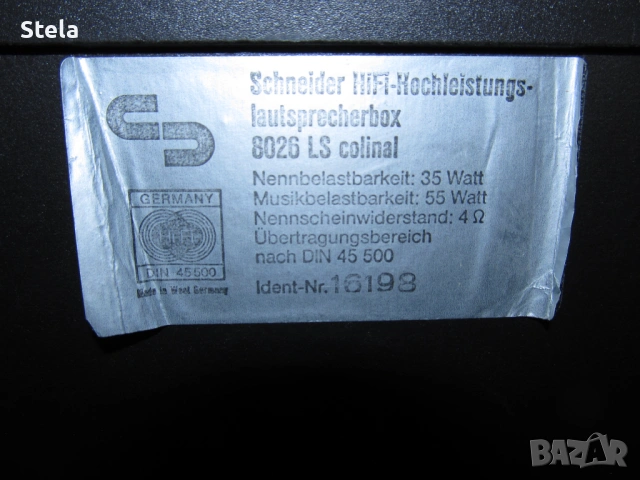 Stela
Schneider HiFi-Hochleistungs-
lautsprecherbox
8026 LS colinal
Nennbelastbarkeit: 35 Watt
Musikbelastbarkeit: 55 Watt
Nennscheinwiderstand: 4 Ω
Übertragungsbereich
nach DIN 45 500
Ident-Nr. 16198
GERMANY
HiFi
DIN 45 500
Made in West Germany
BAZAR